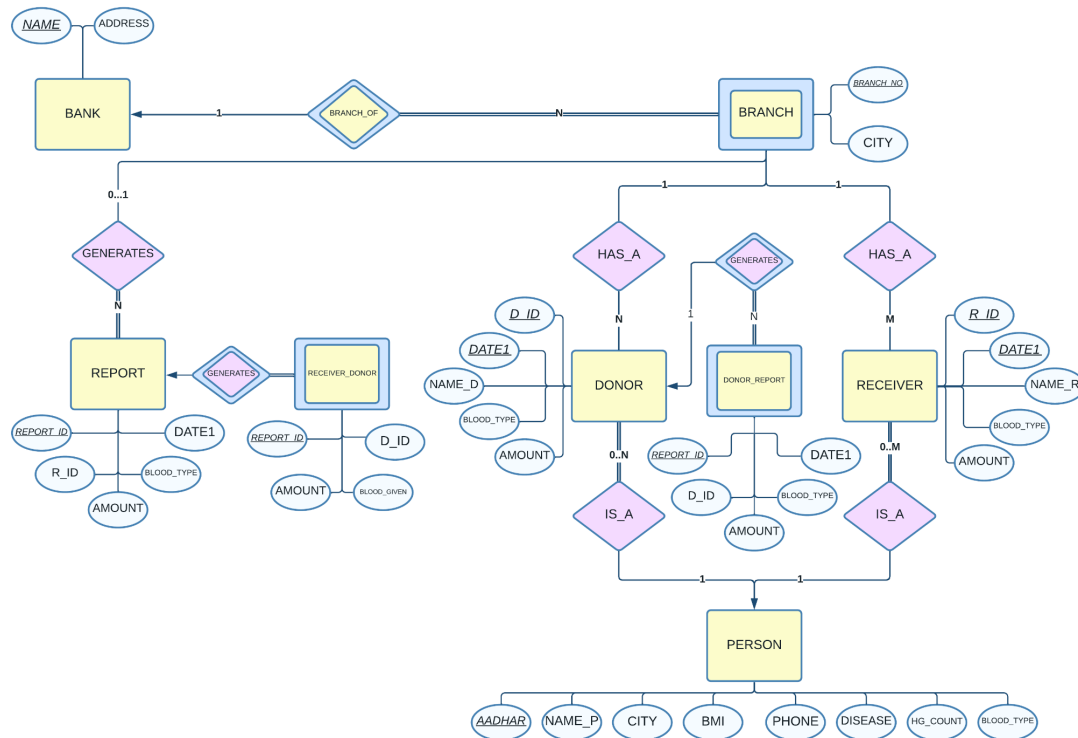 NAME
ADDRESS
BANK
1
BRANCH_OF
N
BRANCH
BRANCH_NO
CITY
0...1
1
1
GENERATES
HAS_A
GENERATES
HAS_A
N
N
1
N
M
D_ID
R_ID
DATE1
DATE1
REPORT
GENERATES
RECEIVER_DONOR
NAME_D
DONOR
DONOR_REPORT
RECEIVER
NAME_R
BLOOD_TYPE
BLOOD_TYPE
REPORT_ID
DATE1
REPORT_ID
D_ID
AMOUNT
0..N
REPORT_ID
DATE1
0..M
AMOUNT
R_ID
BLOOD_TYPE
AMOUNT
BLOOD_GIVEN
D_ID
BLOOD_TYPE
AMOUNT
IS_A
AMOUNT
IS_A
1
1
PERSON
AADHAR
NAME_P
CITY
BMI
PHONE
DISEASE
HG_COUNT
BLOOD_TYPE